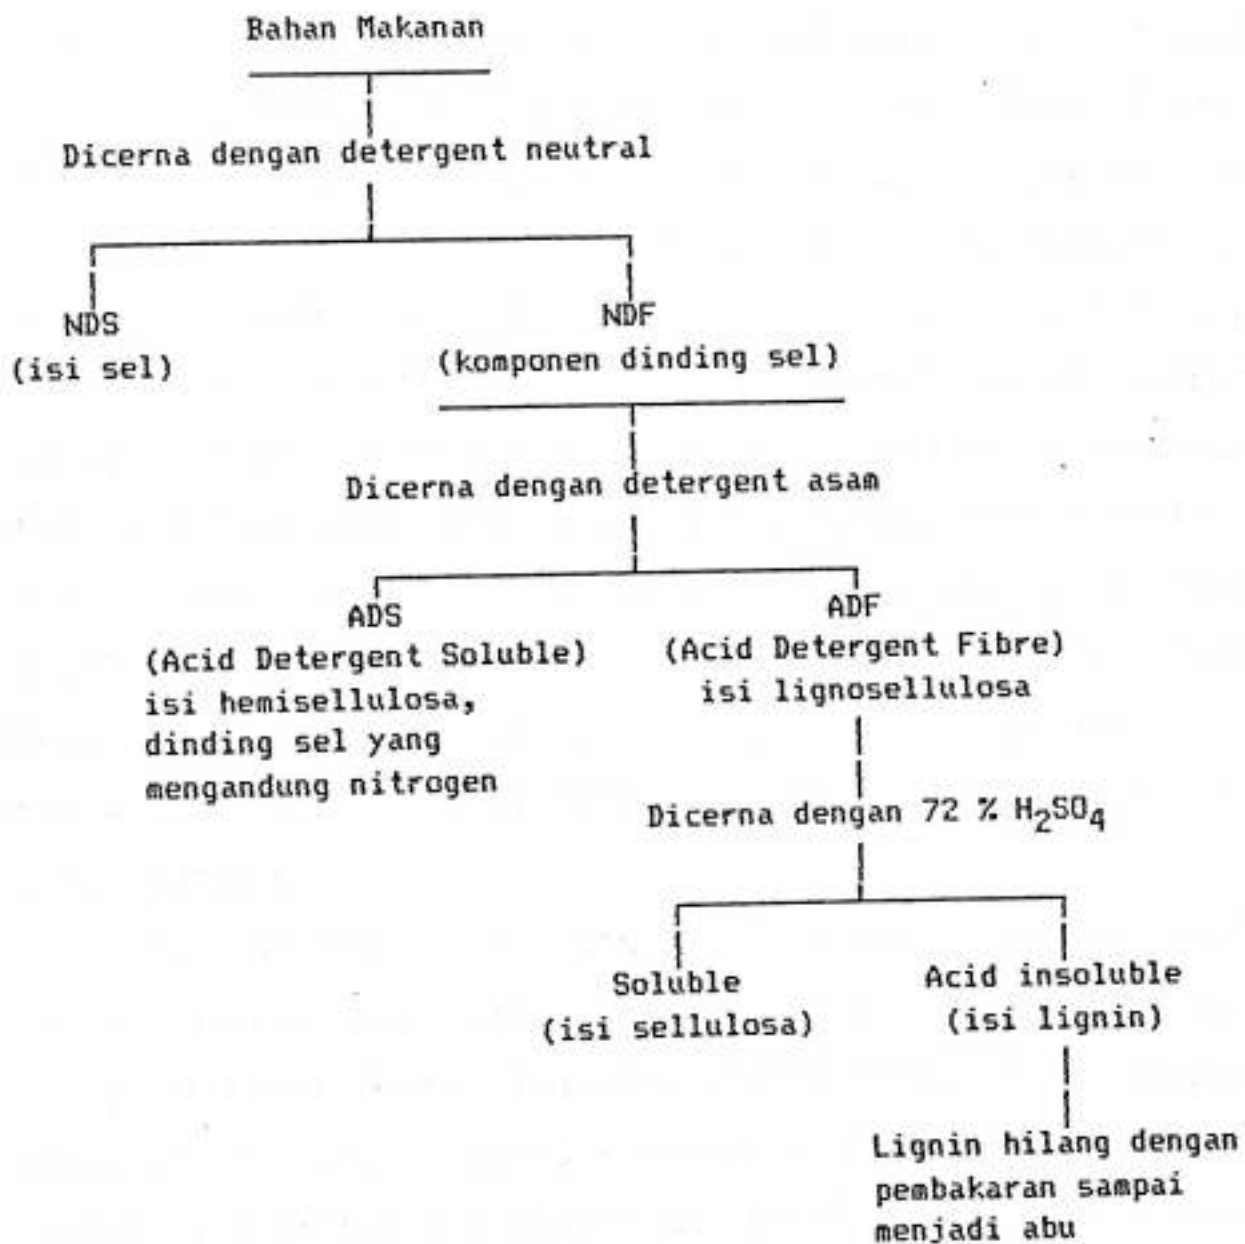 Bahan Makanan
Dicerna dengan detergent neutral
NDS
(isi sel)
NDF
(komponen dinding sel)
Dicerna dengan detergent asam
ADS
(Acid Detergent Soluble)
isi hemisellulosa,
dinding sel yang
mengandung nitrogen
ADF
(Acid Detergent Fibre)
isi lignosellulosa
Dicerna dengan 72 % H₂SO₄
Soluble
(isi sellulosa)
Acid insoluble
(isi lignin)
Lignin hilang dengan
pembakaran sampai
menjadi abu